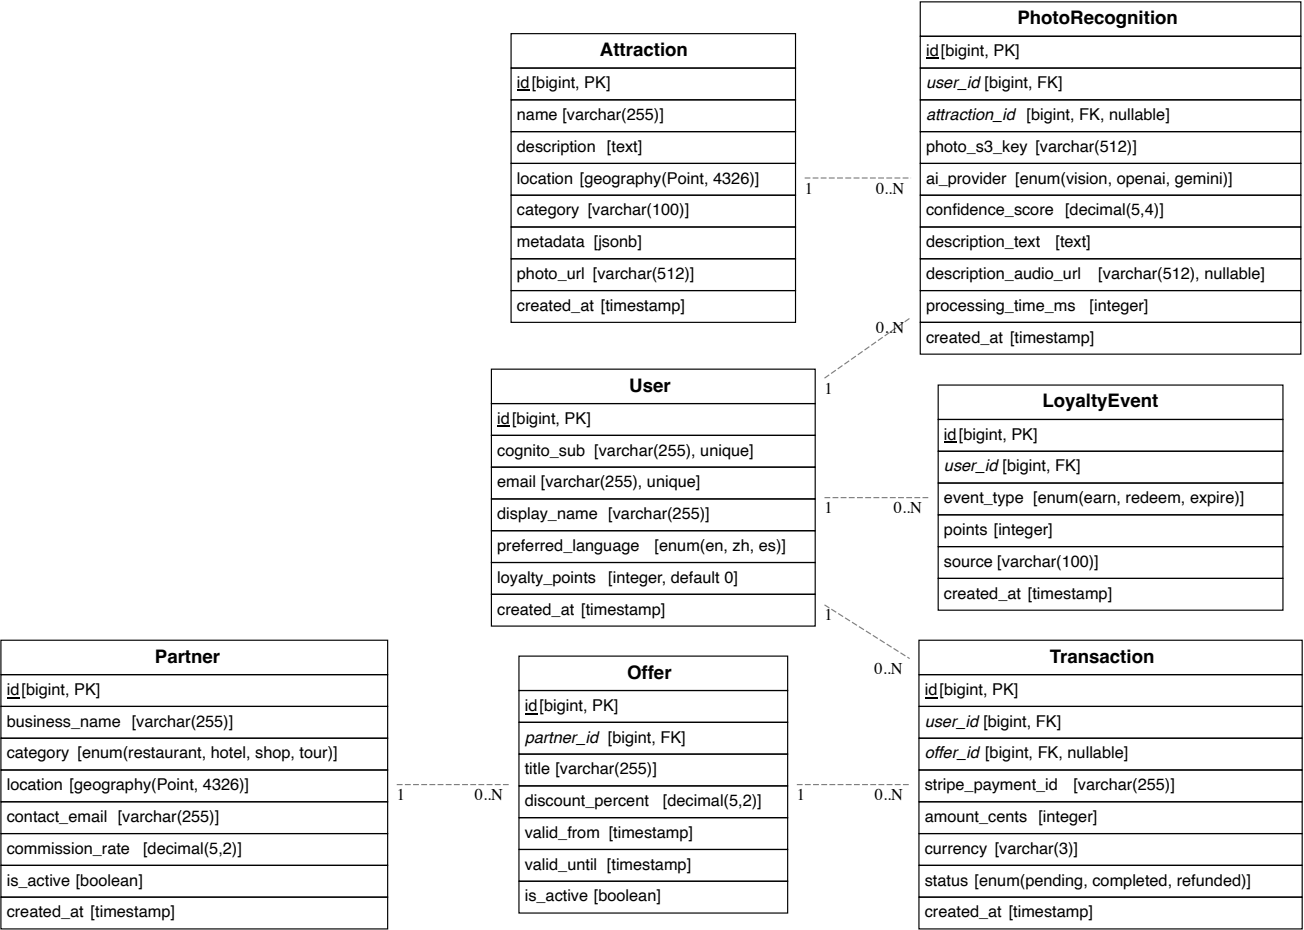 Attraction
id[bigint, PK]
name [varchar(255)]
description [text]
location [geography(Point, 4326)]
category [varchar(100)]
metadata [jsonb]
photo_url [varchar(512)]
created_at [timestamp]
1
0..N
PhotoRecognition
id[bigint, PK]
user_id [bigint, FK]
attraction_id [bigint, FK, nullable]
photo_s3_key [varchar(512)]
ai_provider [enum(vision, openai, gemini)]
confidence_score [decimal(5,4)]
description_text [text]
description_audio_url [varchar(512), nullable]
processing_time_ms [integer]
created_at [timestamp]
0..N
1
User
id[bigint, PK]
cognito_sub [varchar(255), unique]
email [varchar(255), unique]
display_name [varchar(255)]
preferred_language [enum(en, zh, es)]
loyalty_points [integer, default 0]
created_at [timestamp]
1
0..N
LoyaltyEvent
id[bigint, PK]
user_id [bigint, FK]
event_type [enum(earn, redeem, expire)]
points [integer]
source [varchar(100)]
created_at [timestamp]
1
0..N
Partner
id[bigint, PK]
business_name [varchar(255)]
category [enum(restaurant, hotel, shop, tour)]
location [geography(Point, 4326)]
contact_email [varchar(255)]
commission_rate [decimal(5,2)]
is_active [boolean]
created_at [timestamp]
1
0..N
Offer
id[bigint, PK]
partner_id [bigint, FK]
title [varchar(255)]
discount_percent [decimal(5,2)]
valid_from [timestamp]
valid_until [timestamp]
is_active [boolean]
1
0..N
Transaction
id[bigint, PK]
user_id [bigint, FK]
offer_id [bigint, FK, nullable]
stripe_payment_id [varchar(255)]
amount_cents [integer]
currency [varchar(3)]
status [enum(pending, completed, refunded)]
created_at [timestamp]